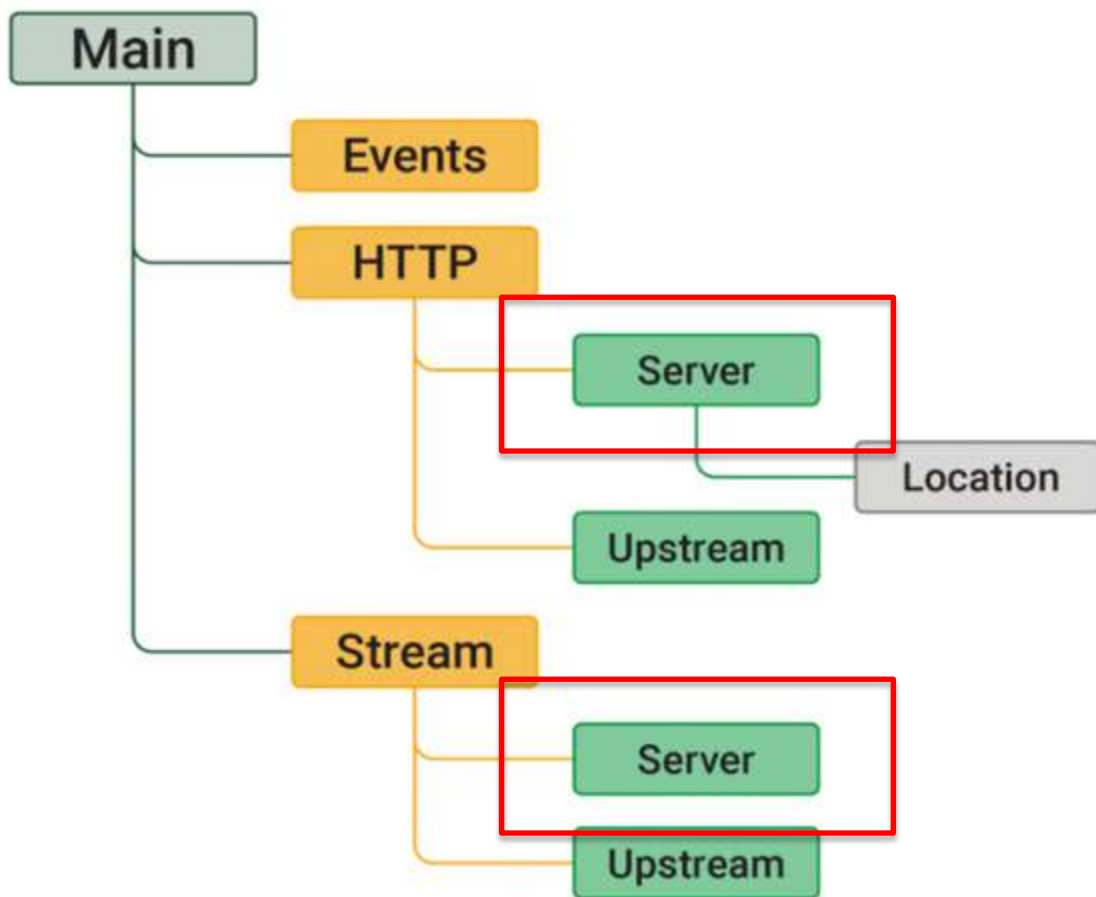 Main
Events
HTTP
Server
Location
Upstream
Stream
Server
Upstream